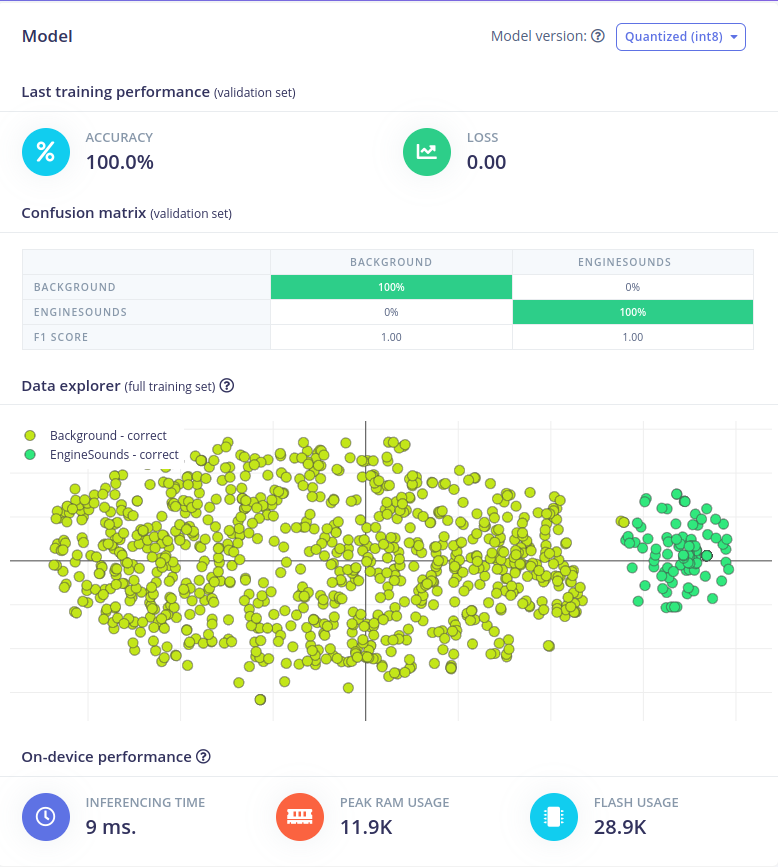 Model Model version: Quantized (int8)
Last training performance (validation set)
ACCURACY LOSS
100.0% 0.00
Confusion matrix (validation set)
BACKGROUND ENGINESOUNDS
BACKGROUND 100% 0%
ENGINESOUNDS 0% 100%
F1 SCORE 1.00 1.00
Data explorer (full training set)
Background - correct
EngineSounds - correct
On-device performance
INFERENCING TIME PEAK RAM USAGE FLASH USAGE
9 ms. 11.9K 28.9K